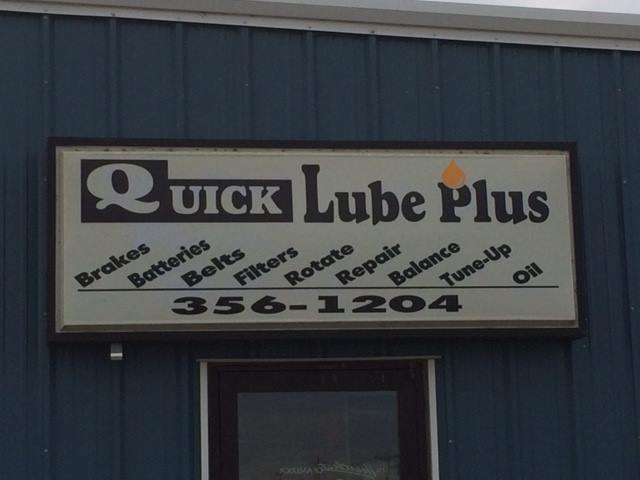 QUICK Lube Plus
Brakes Batteries Belts Filters Rotate Repair Balance Tune-Up Oil
356-1204